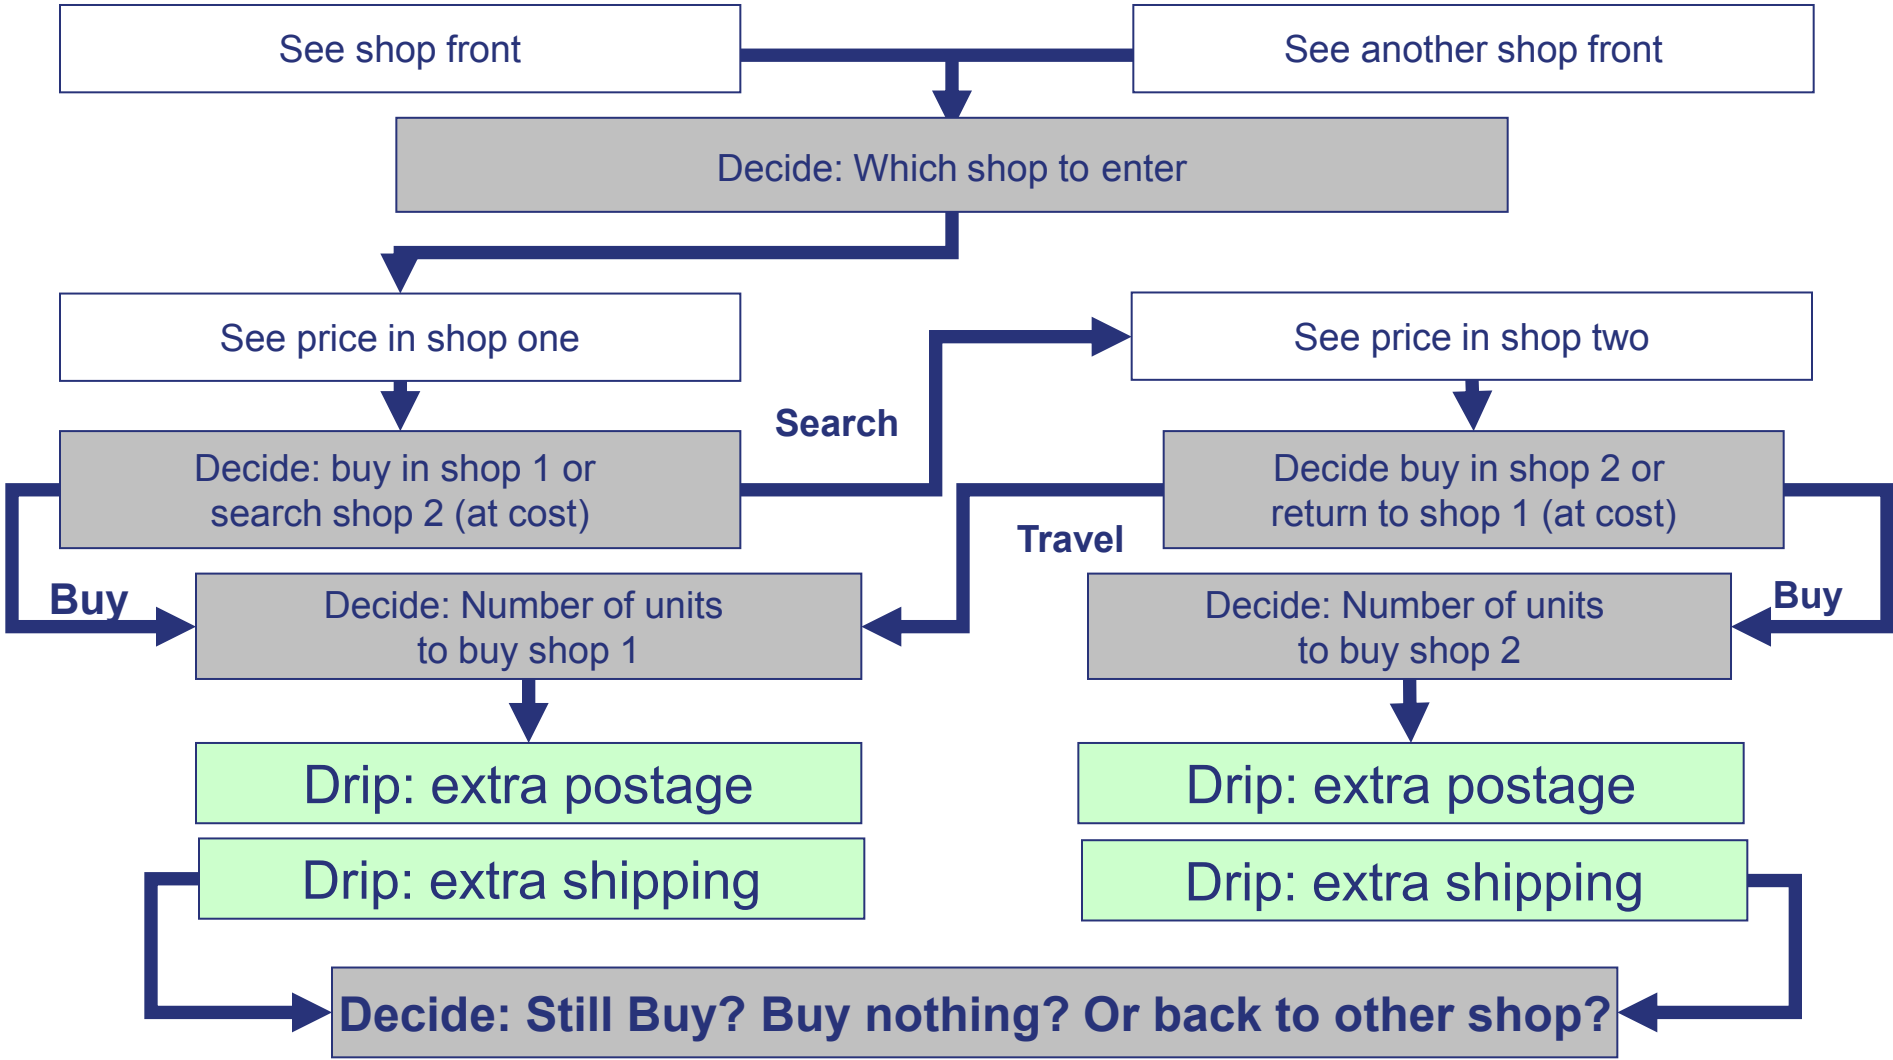 See shop front
See another shop front
Decide: Which shop to enter
See price in shop one
See price in shop two
Search
Decide: buy in shop 1 or
search shop 2 (at cost)
Decide buy in shop 2 or
return to shop 1 (at cost)
Travel
Buy
Decide: Number of units
to buy shop 1
Decide: Number of units
to buy shop 2
Buy
Drip: extra postage
Drip: extra postage
Drip: extra shipping
Drip: extra shipping
Decide: Still Buy? Buy nothing? Or back to other shop?